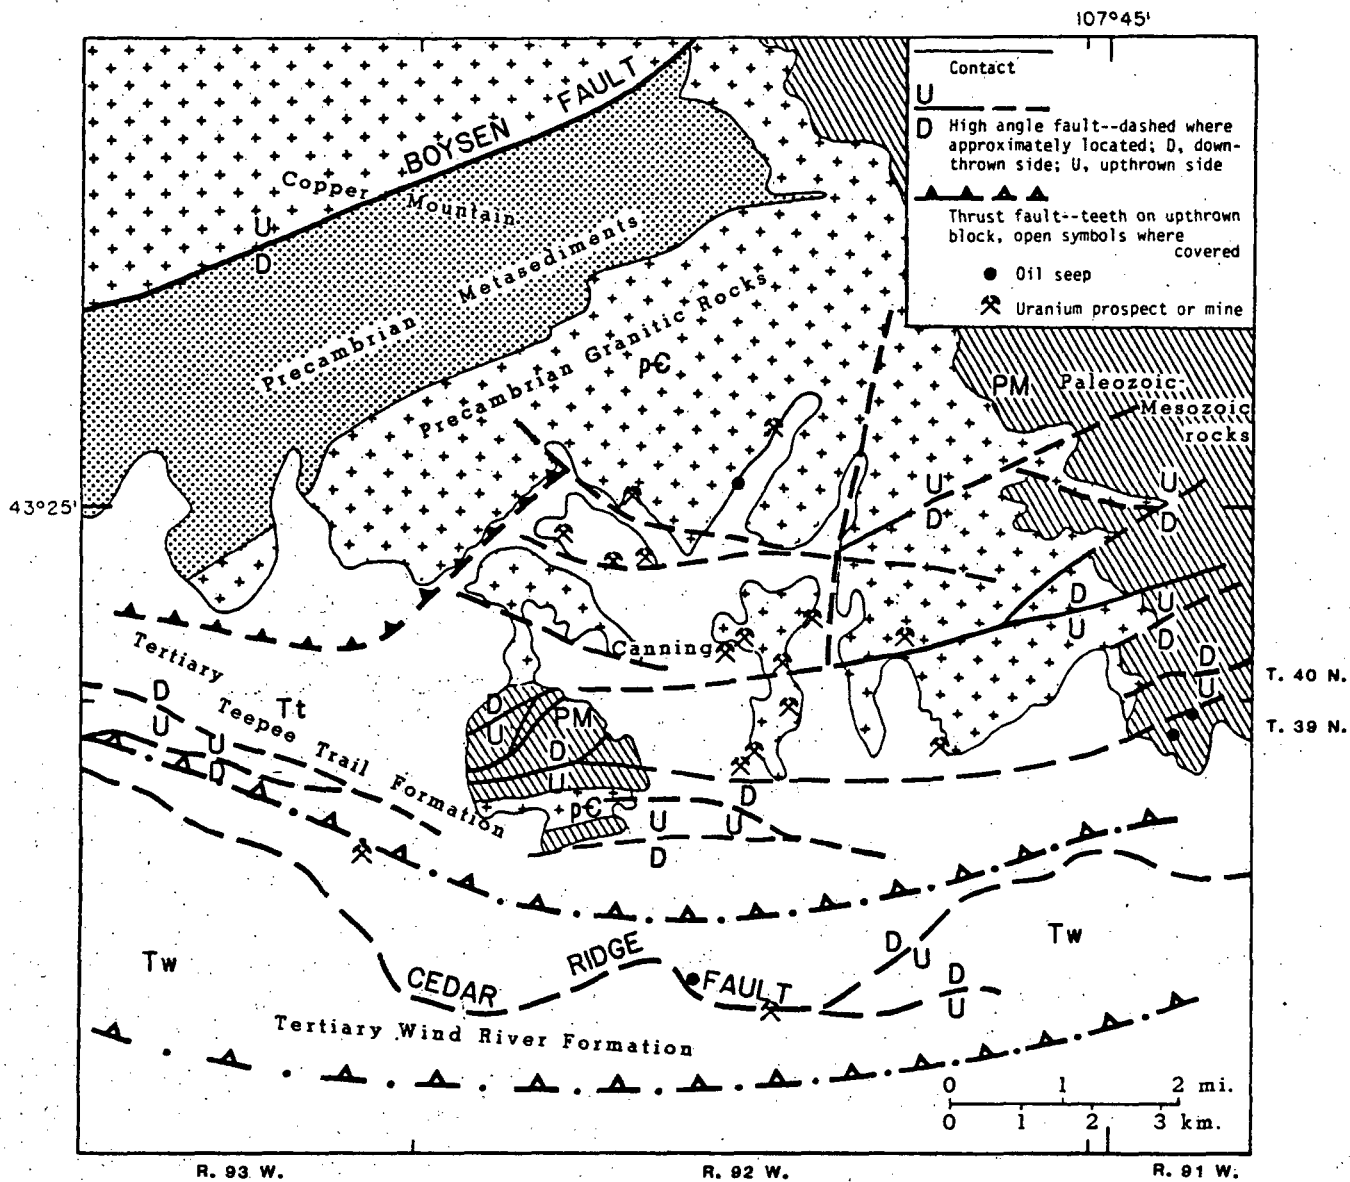 107°45'
Contact
U
D High angle fault--dashed where
approximately located; D, down-
thrown side; U, upthrown side
Thrust fault--teeth on upthrown
block, open symbols where
covered
Oil seep
Uranium prospect or mine
BOYSEN FAULT
Copper Mountain
U
D
Precambrian Metasediments
Precambrian Granitic Rocks
p€
PM Paleozoic-
Mesozoic
rocks
43°25'
U
D
U
D
D
U
U
D
D
U
Canning
T. 40 N.
T. 39 N.
Tertiary
Teepee Trail Formation
Tt
D
U
U
D
D
U
PM
D
U
p€
D
U
U
D
Tw
Tw
CEDAR RIDGE FAULT
D
U
D
U
Tertiary Wind River Formation
0 1 2 mi.
0 1 2 3 km.
R. 93 W.
R. 92 W.
R. 91 W.